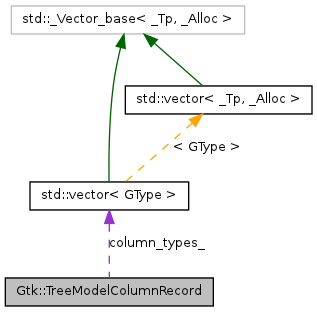 std::_Vector_base< _Tp, _Alloc >
std::vector< _Tp, _Alloc >
< GType >
std::vector< GType >
column_types_
Gtk::TreeModelColumnRecord